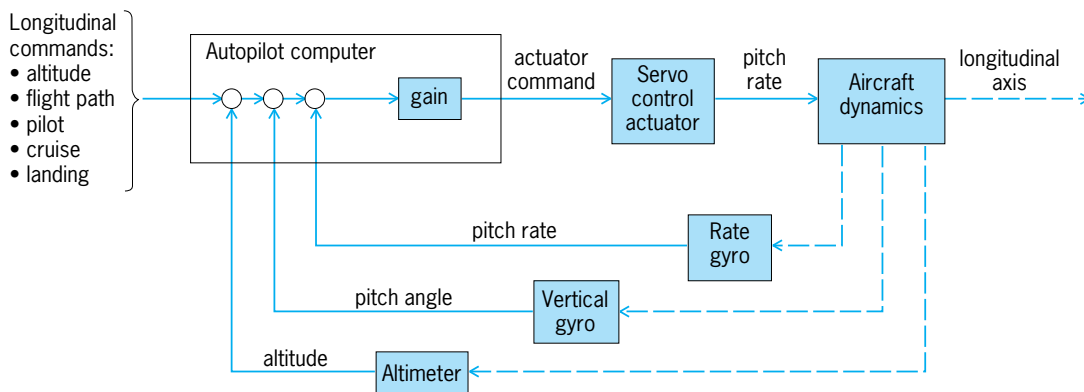 Longitudinal
commands:
• altitude
• flight path
• pilot
• cruise
• landing
Autopilot computer
gain
actuator
command
Servo
control
actuator
pitch
rate
Aircraft
dynamics
longitudinal
axis
pitch rate
Rate
gyro
pitch angle
Vertical
gyro
altitude
Altimeter